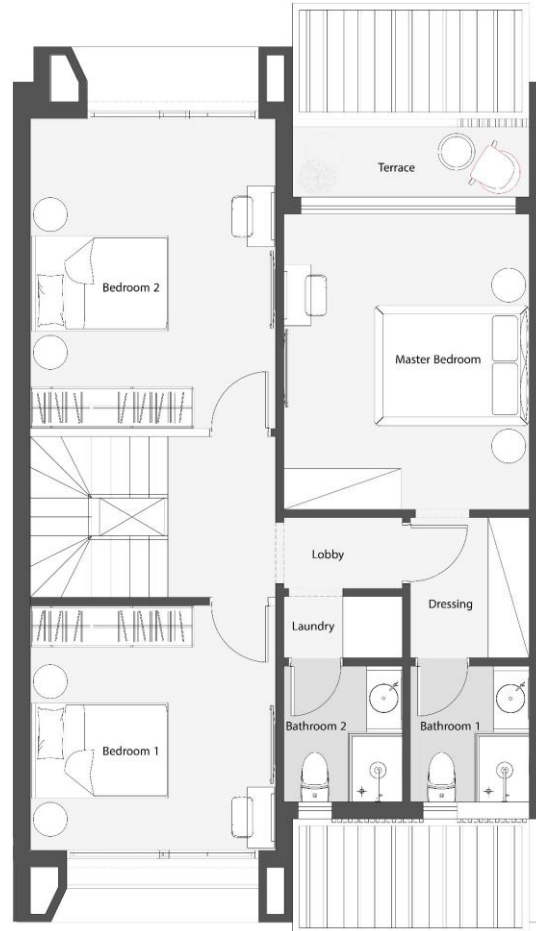 Terrace
Bedroom 2
Master Bedroom
Lobby
Laundry
Dressing
Bathroom 2
Bathroom 1
Bedroom 1